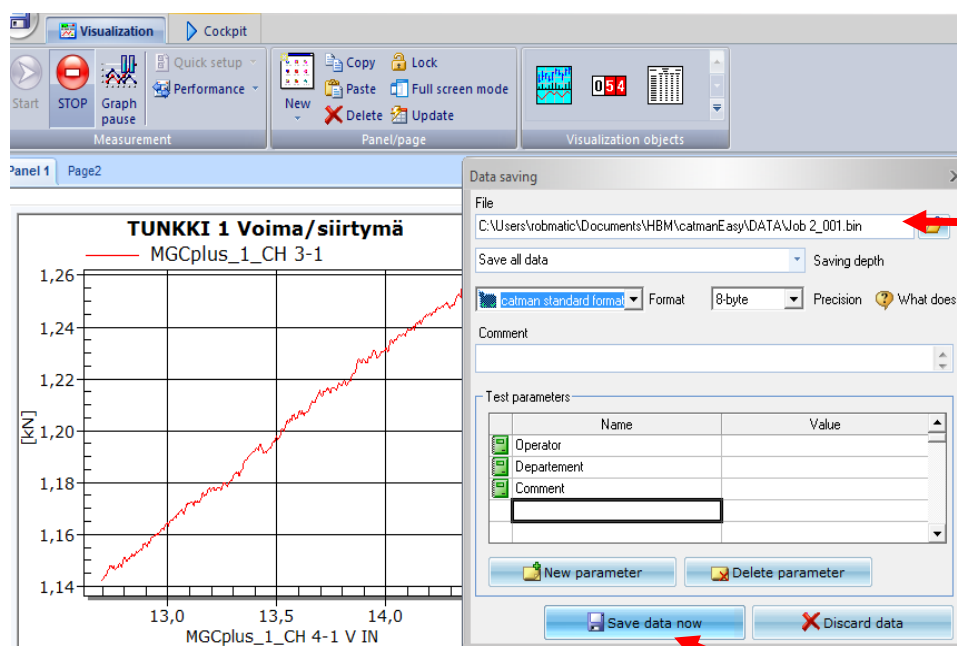 Visualization
Cockpit
Start
STOP
Graph pause
Quick setup
Performance
Measurement
New
Copy
Paste
Delete
Lock
Full screen mode
Update
Panel/page
054
Visualization objects
Panel 1
Page2
TUNKKI 1 Voima/siirtymä
MGCplus_1_CH 3-1
1,26
1,24
1,22
[kN]
1,20
1,18
1,16
1,14
13,0
13,5
14,0
MGCplus_1_CH 4-1 V IN
Data saving
File
C:\Users\robmatic\Documents\HBM\catmanEasy\DATA\Job 2_001.bin
Save all data
Saving depth
catman standard format
Format
8-byte
Precision
What does
Comment
Test parameters
Name
Value
Operator
Departement
Comment
New parameter
Delete parameter
Save data now
Discard data